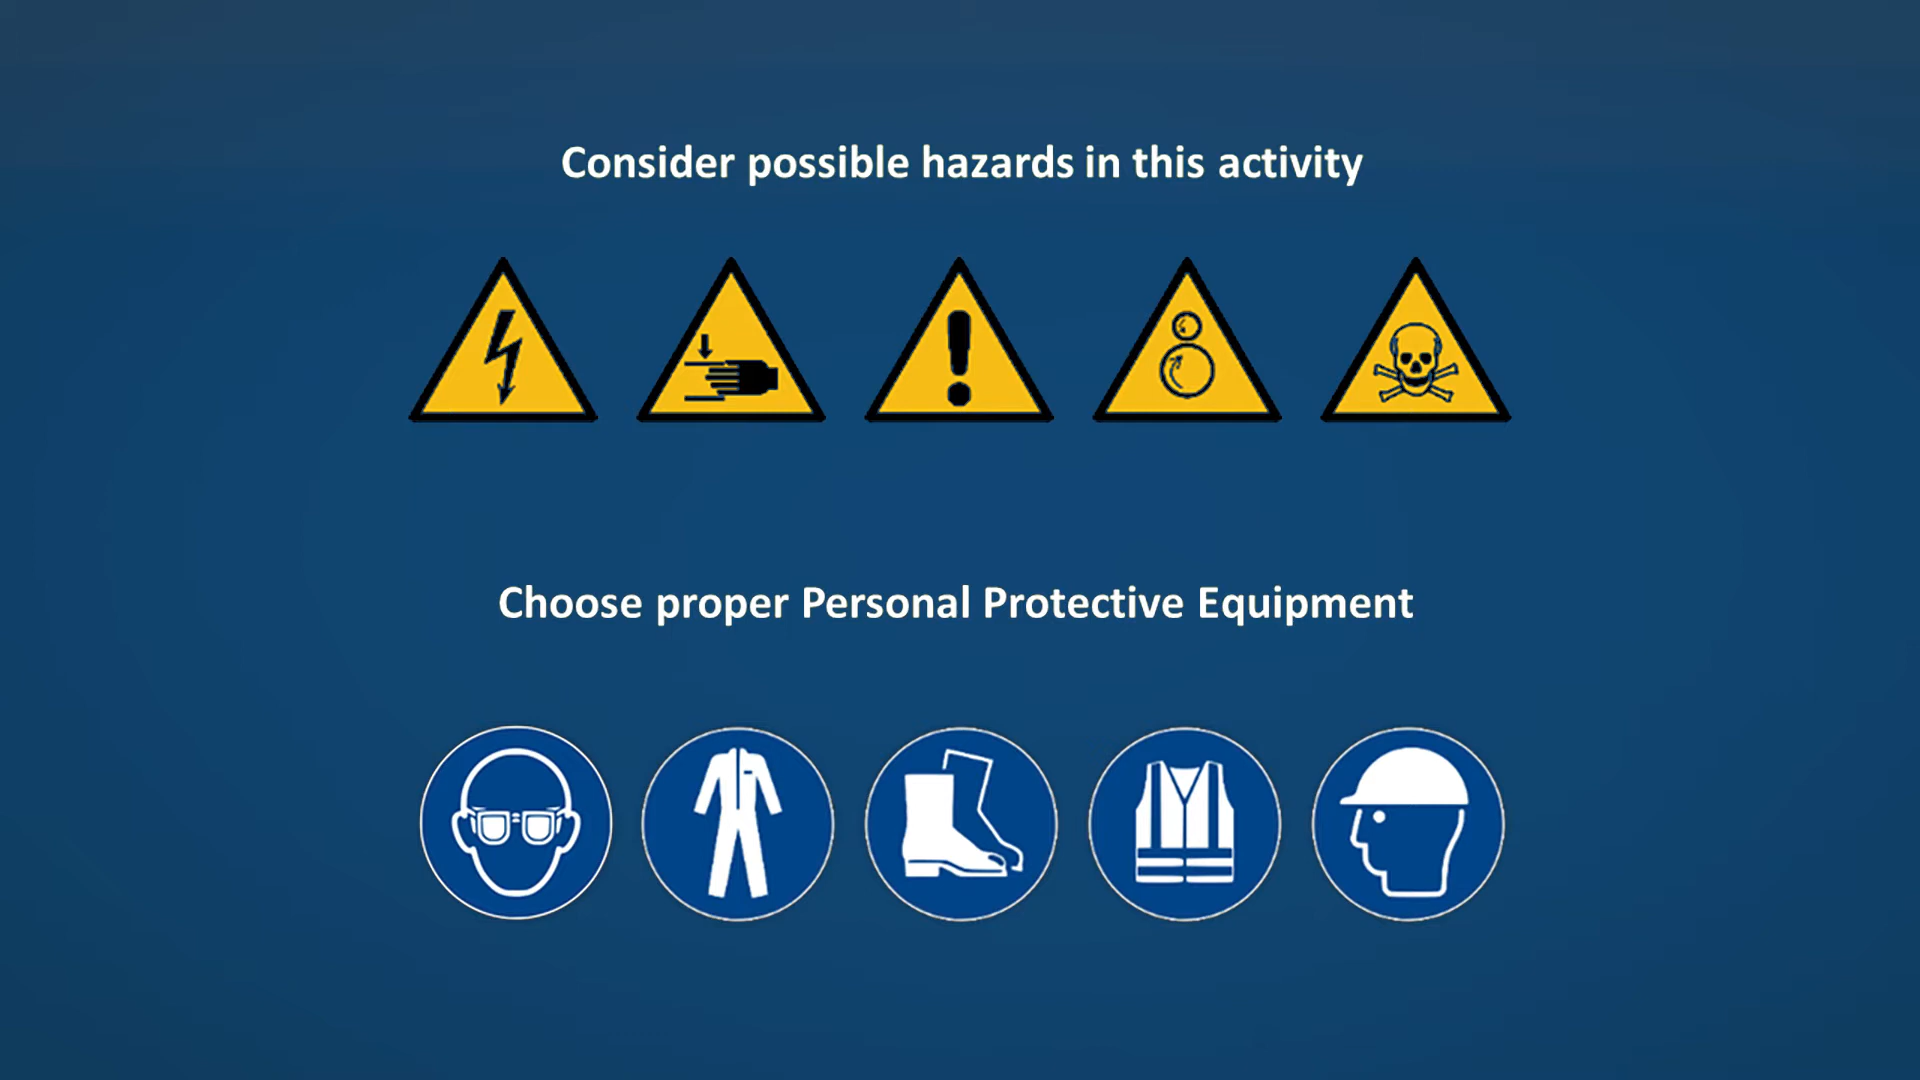 Consider possible hazards in this activity
Choose proper Personal Protective Equipment